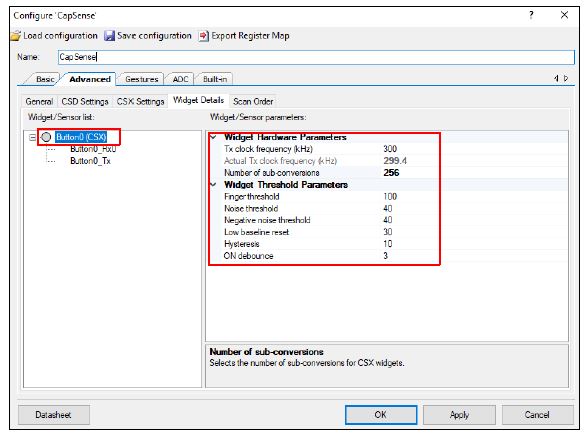 Configure 'CapSense'
? ×
Load configuration Save configuration Export Register Map
Name: CapSense
Basic Advanced Gestures ADC Built-in
General CSD Settings CSX Settings Widget Details Scan Order
Widget/Sensor list: Widget/Sensor parameters:
Button0 (CSX)
Button0_Rx0
Button0_Tx
Widget Hardware Parameters
Tx clock frequency (kHz) 300
Actual Tx clock frequency (kHz) 299.4
Number of sub-conversions 256
Widget Threshold Parameters
Finger threshold 100
Noise threshold 40
Negative noise threshold 40
Low baseline reset 30
Hysteresis 10
ON debounce 3
Number of sub-conversions
Selects the number of sub-conversions for CSX widgets.
Datasheet OK Apply Cancel